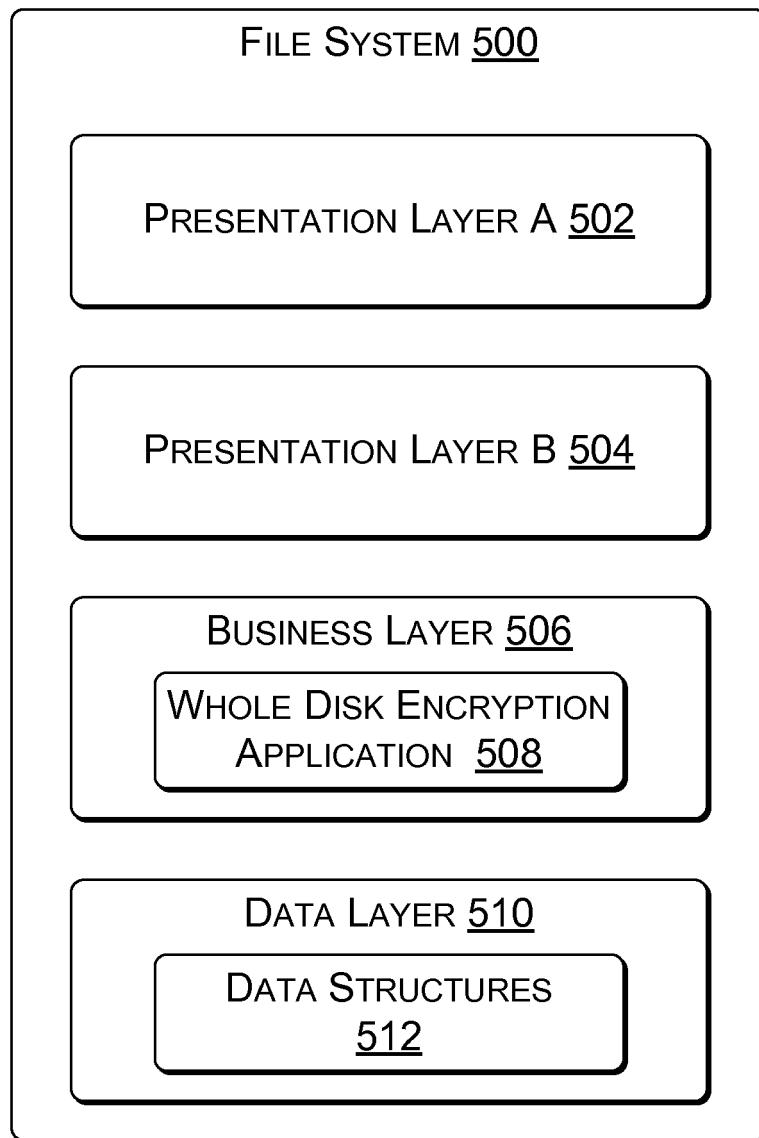 FILE SYSTEM 500
PRESENTATION LAYER A 502
PRESENTATION LAYER B 504
BUSINESS LAYER 506
WHOLE DISK ENCRYPTION
APPLICATION 508
DATA LAYER 510
DATA STRUCTURES
512